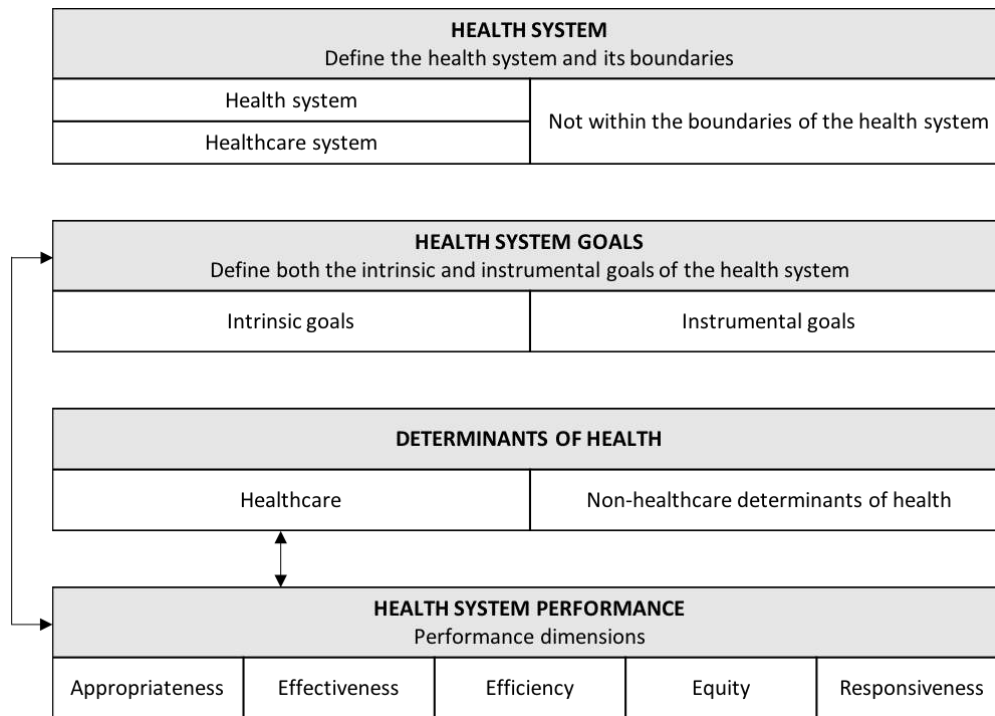 HEALTH SYSTEM
Define the health system and its boundaries
Health system
Healthcare system
Not within the boundaries of the health system
HEALTH SYSTEM GOALS
Define both the intrinsic and instrumental goals of the health system
Intrinsic goals
Instrumental goals
DETERMINANTS OF HEALTH
Healthcare
Non-healthcare determinants of health
HEALTH SYSTEM PERFORMANCE
Performance dimensions
Appropriateness
Effectiveness
Efficiency
Equity
Responsiveness